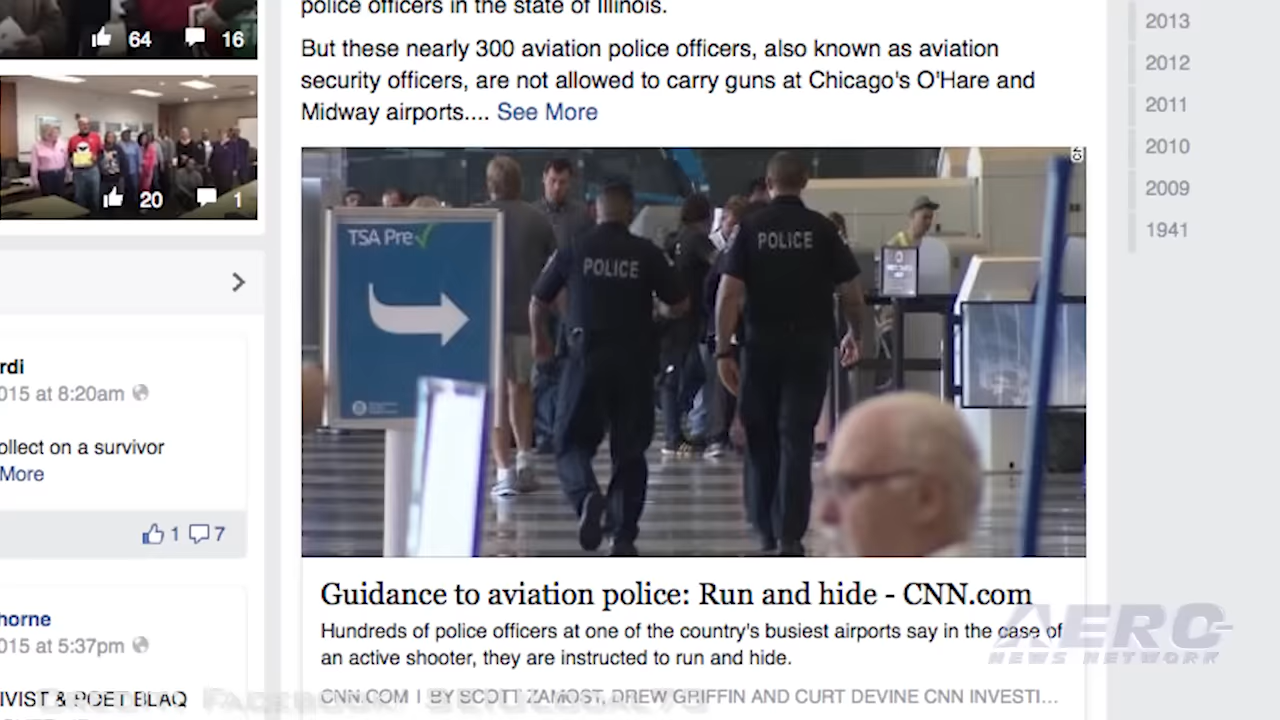 police officers in the state of Illinois.
But these nearly 300 aviation police officers, also known as aviation
security officers, are not allowed to carry guns at Chicago's O'Hare and
Midway airports.... See More
64 16
20 1
TSA Pre✓
POLICE
POLICE
rdi
015 at 8:20am
ollect on a survivor
More
1 7
horne
015 at 5:37pm
IVIST & POET BLAQ
Guidance to aviation police: Run and hide - CNN.com
Hundreds of police officers at one of the country's busiest airports say in the case of
an active shooter, they are instructed to run and hide.
CNN.COM | BY SCOTT ZAMOST, DREW GRIFFIN AND CURT DEVINE CNN INVESTI...
AERO
NEWS NETWORK
2013
2012
2011
2010
2009
1941